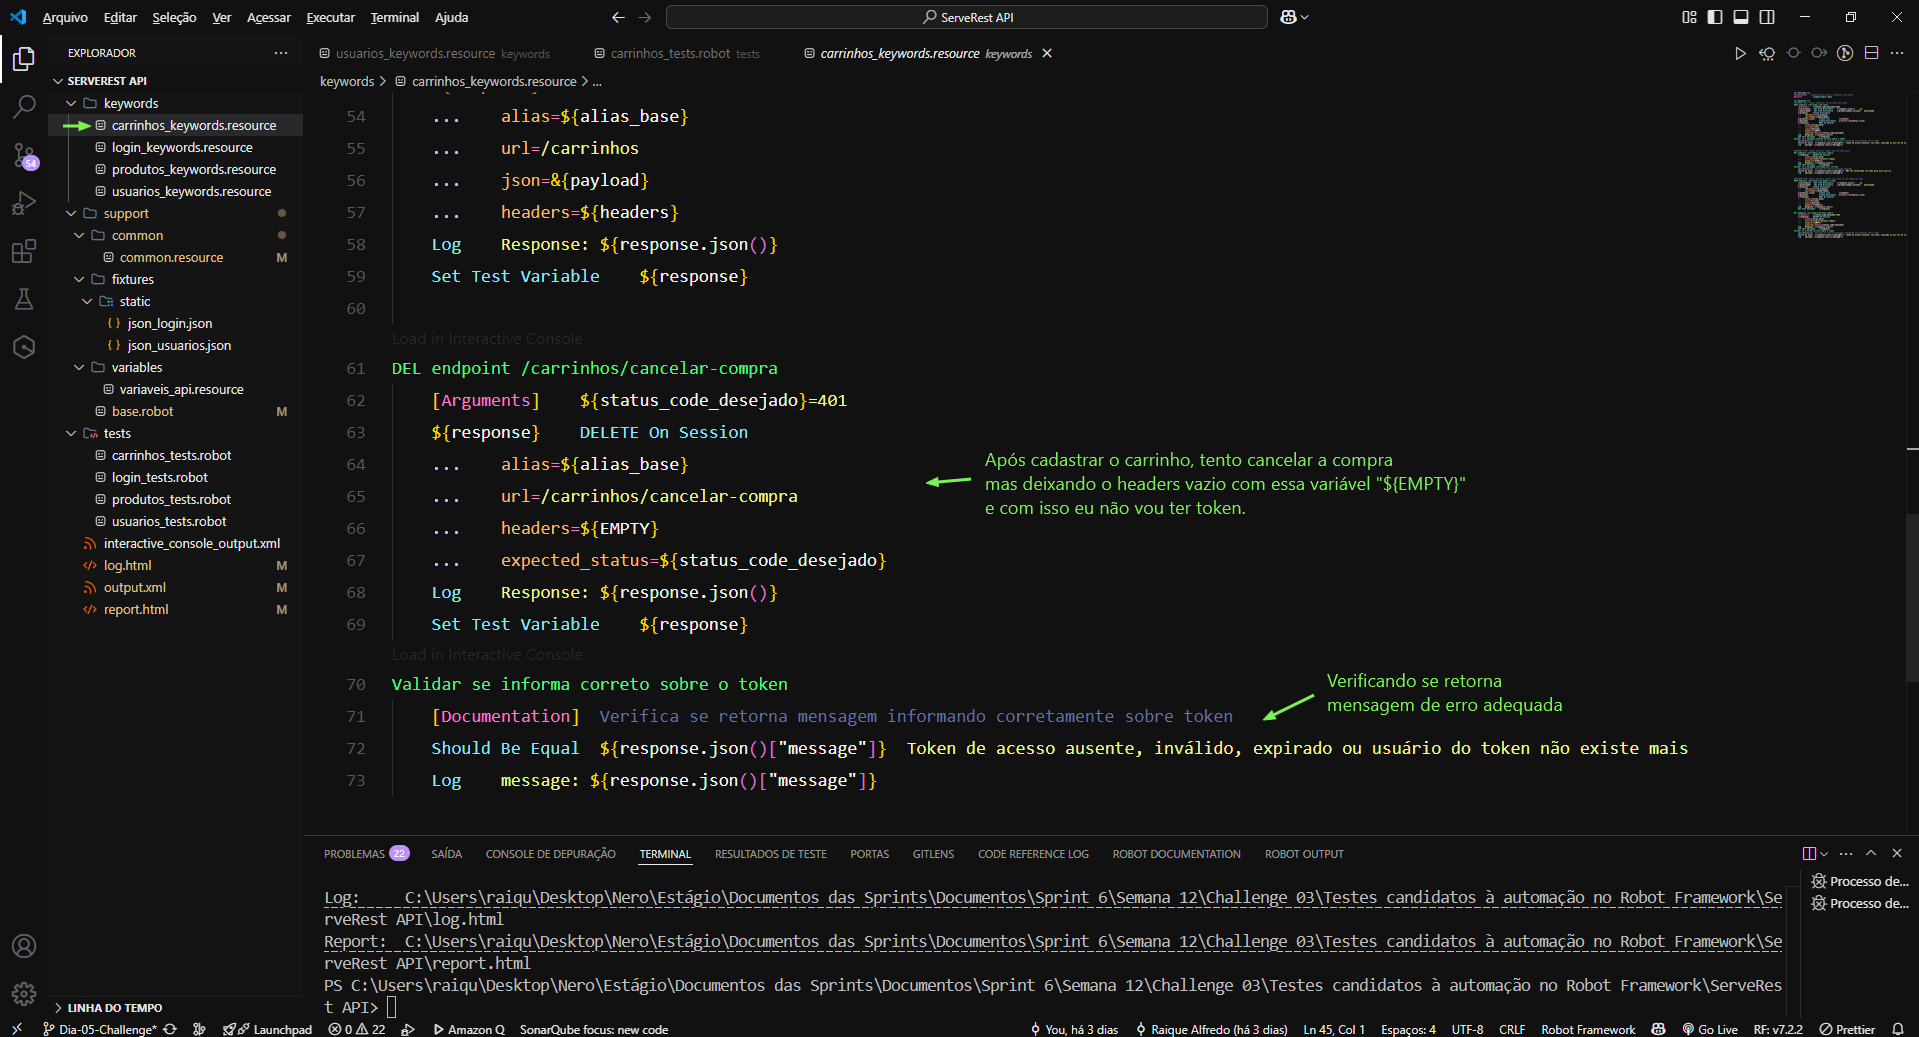 Arquivo Editar Seleção Ver Acessar Executar Terminal Ajuda
ServeRest API
EXPLORADOR
SERVEREST API
keywords
carrinhos_keywords.resource
login_keywords.resource
produtos_keywords.resource
usuarios_keywords.resource
support
common
common.resource M
fixtures
static
json_login.json
json_usuarios.json
variables
variaveis_api.resource
base.robot M
tests
carrinhos_tests.robot
login_tests.robot
produtos_tests.robot
usuarios_tests.robot
interactive_console_output.xml
log.html M
output.xml M
report.html M
LINHA DO TEMPO
54
usuarios_keywords.resource keywords carrinhos_tests.robot tests carrinhos_keywords.resource keywords
keywords > carrinhos_keywords.resource > ...
54 ... alias=${alias_base}
55 ... url=/carrinhos
56 ... json=&{payload}
57 ... headers=${headers}
58 Log Response: ${response.json()}
59 Set Test Variable ${response}
60
Load in Interactive Console
61 DEL endpoint /carrinhos/cancelar-compra
62 [Arguments] ${status_code_desejado}=401
63 ${response} DELETE On Session
64 ... alias=${alias_base}
65 ... url=/carrinhos/cancelar-compra
66 ... headers=${EMPTY}
67 ... expected_status=${status_code_desejado}
68 Log Response: ${response.json()}
69 Set Test Variable ${response}
Load in Interactive Console
70 Validar se informa correto sobre o token
71 [Documentation] Verifica se retorna mensagem informando corretamente sobre token
72 Should Be Equal ${response.json()["message"]} Token de acesso ausente, inválido, expirado ou usuário do token não existe mais
73 Log message: ${response.json()["message"]}
Após cadastrar o carrinho, tento cancelar a compra
mas deixando o headers vazio com essa variável "${EMPTY}"
e com isso eu não vou ter token.
Verificando se retorna
mensagem de erro adequada
PROBLEMAS 22 SAÍDA CONSOLE DE DEPURAÇÃO TERMINAL RESULTADOS DE TESTE PORTAS GITLENS CODE REFERENCE LOG ROBOT DOCUMENTATION ROBOT OUTPUT
Log: C:\Users\raiqu\Desktop\Nero\Estágio\Documentos das Sprints\Documentos\Sprint 6\Semana 12\Challenge 03\Testes candidatos à automação no Robot Framework\Se
rveRest API\log.html
Report: C:\Users\raiqu\Desktop\Nero\Estágio\Documentos das Sprints\Documentos\Sprint 6\Semana 12\Challenge 03\Testes candidatos à automação no Robot Framework\Se
rveRest API\report.html
PS C:\Users\raiqu\Desktop\Nero\Estágio\Documentos das Sprints\Documentos\Sprint 6\Semana 12\Challenge 03\Testes candidatos à automação no Robot Framework\ServeRes
t API>
Processo de...
Processo de...
Dia-05-Challenge* Launchpad 0 22 Amazon Q SonarQube focus: new code You, há 3 dias Raique Alfredo (há 3 dias) Ln 45, Col 1 Espaços: 4 UTF-8 CRLF Robot Framework Go Live RF: v7.2.2 Prettier